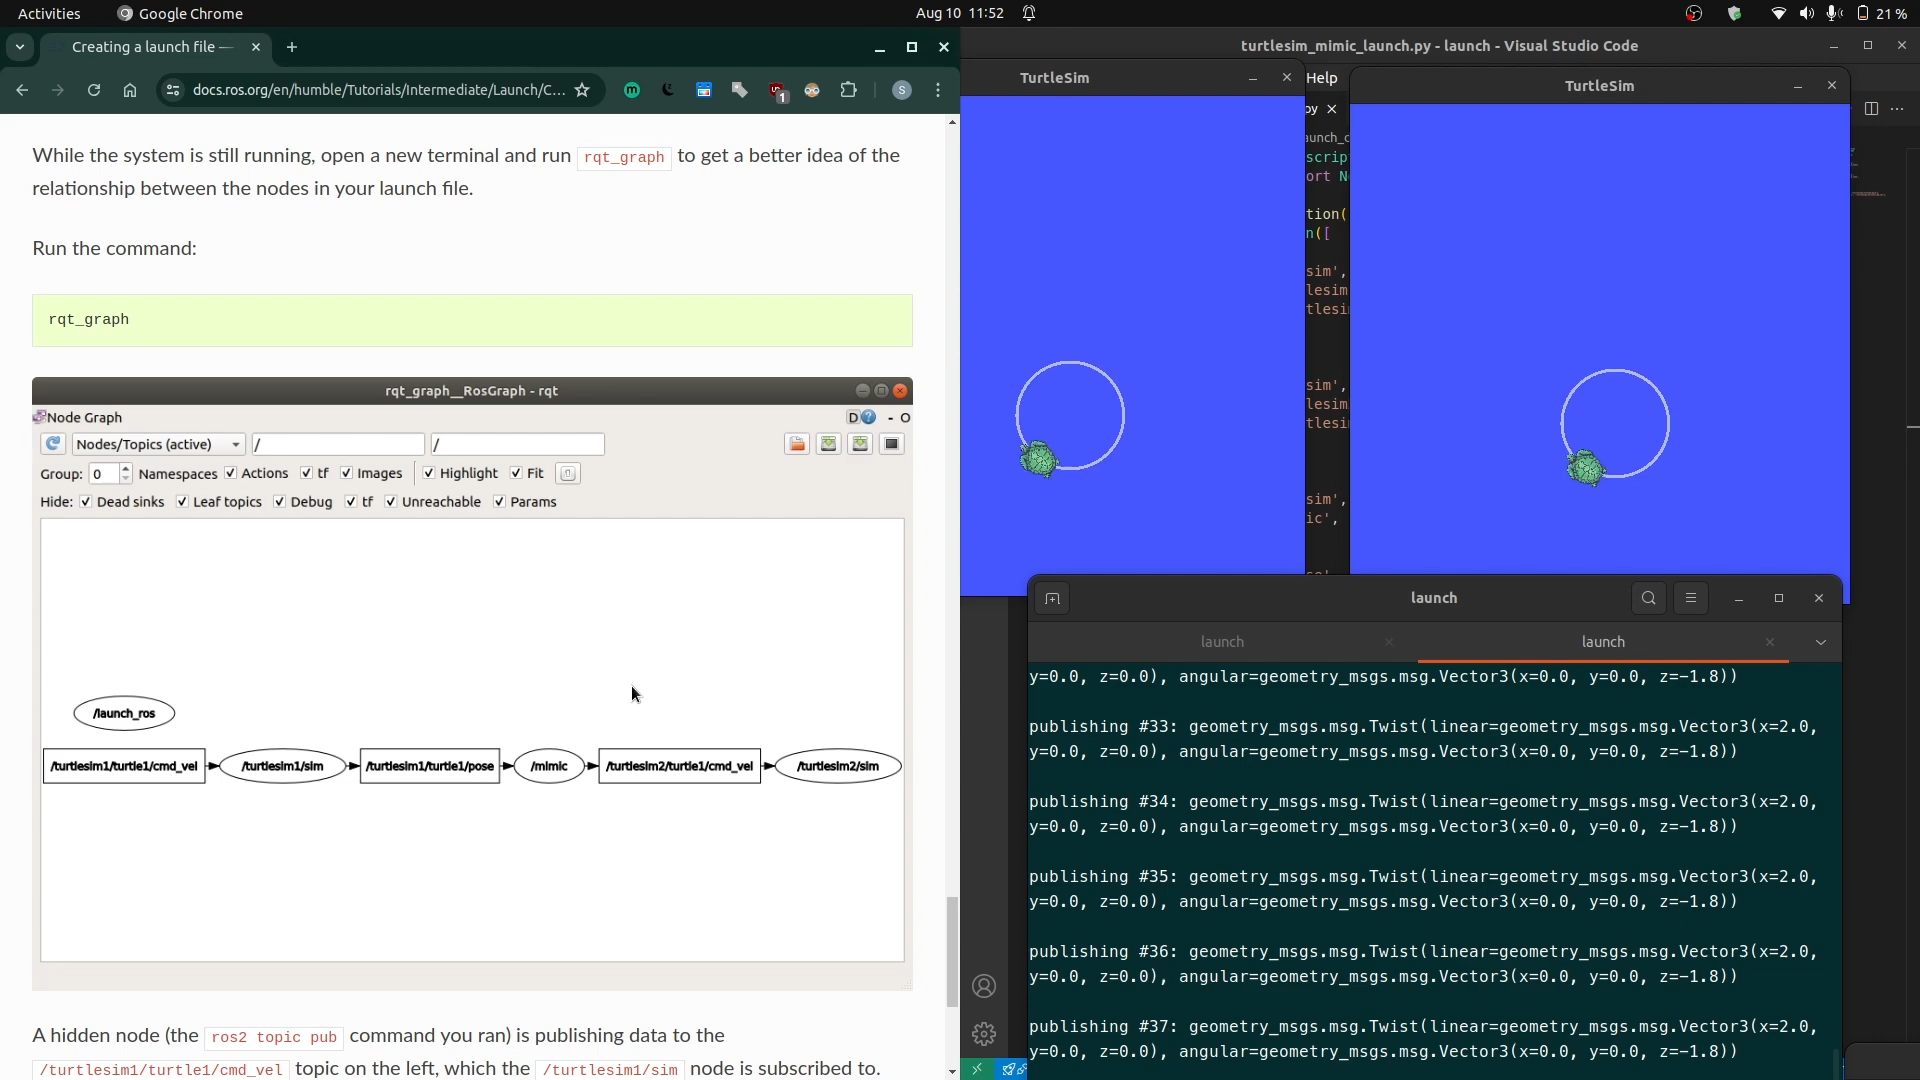 Activities
Google Chrome
Aug 10 11:52
21 %
Creating a launch file —
docs.ros.org/en/humble/Tutorials/Intermediate/Launch/C...
1
S
While the system is still running, open a new terminal and run rqt_graph to get a better idea of the
relationship between the nodes in your launch file.
Run the command:
rqt_graph
rqt_graph__RosGraph - rqt
Node Graph
D
- O
Nodes/Topics (active)
/
/
Group: 0 Namespaces Actions tf Images Highlight Fit
Hide: Dead sinks Leaf topics Debug tf Unreachable Params
/launch_ros
/turtlesim1/turtle1/cmd_vel
/turtlesim1/sim
/turtlesim1/turtle1/pose
/mimic
/turtlesim2/turtle1/cmd_vel
/turtlesim2/sim
A hidden node (the ros2 topic pub command you ran) is publishing data to the
/turtlesim1/turtle1/cmd_vel topic on the left, which the /turtlesim1/sim node is subscribed to.
turtlesim_mimic_launch.py - launch - Visual Studio Code
TurtleSim
Help
TurtleSim
py
aunch_c
scrip
ort N
tion(
n([
sim',
lesim
tlesi
sim',
lesim
tlesi
sim',
ic',
launch
launch
launch
y=0.0, z=0.0), angular=geometry_msgs.msg.Vector3(x=0.0, y=0.0, z=-1.8))
publishing #33: geometry_msgs.msg.Twist(linear=geometry_msgs.msg.Vector3(x=2.0,
y=0.0, z=0.0), angular=geometry_msgs.msg.Vector3(x=0.0, y=0.0, z=-1.8))
publishing #34: geometry_msgs.msg.Twist(linear=geometry_msgs.msg.Vector3(x=2.0,
y=0.0, z=0.0), angular=geometry_msgs.msg.Vector3(x=0.0, y=0.0, z=-1.8))
publishing #35: geometry_msgs.msg.Twist(linear=geometry_msgs.msg.Vector3(x=2.0,
y=0.0, z=0.0), angular=geometry_msgs.msg.Vector3(x=0.0, y=0.0, z=-1.8))
publishing #36: geometry_msgs.msg.Twist(linear=geometry_msgs.msg.Vector3(x=2.0,
y=0.0, z=0.0), angular=geometry_msgs.msg.Vector3(x=0.0, y=0.0, z=-1.8))
publishing #37: geometry_msgs.msg.Twist(linear=geometry_msgs.msg.Vector3(x=2.0,
y=0.0, z=0.0), angular=geometry_msgs.msg.Vector3(x=0.0, y=0.0, z=-1.8))